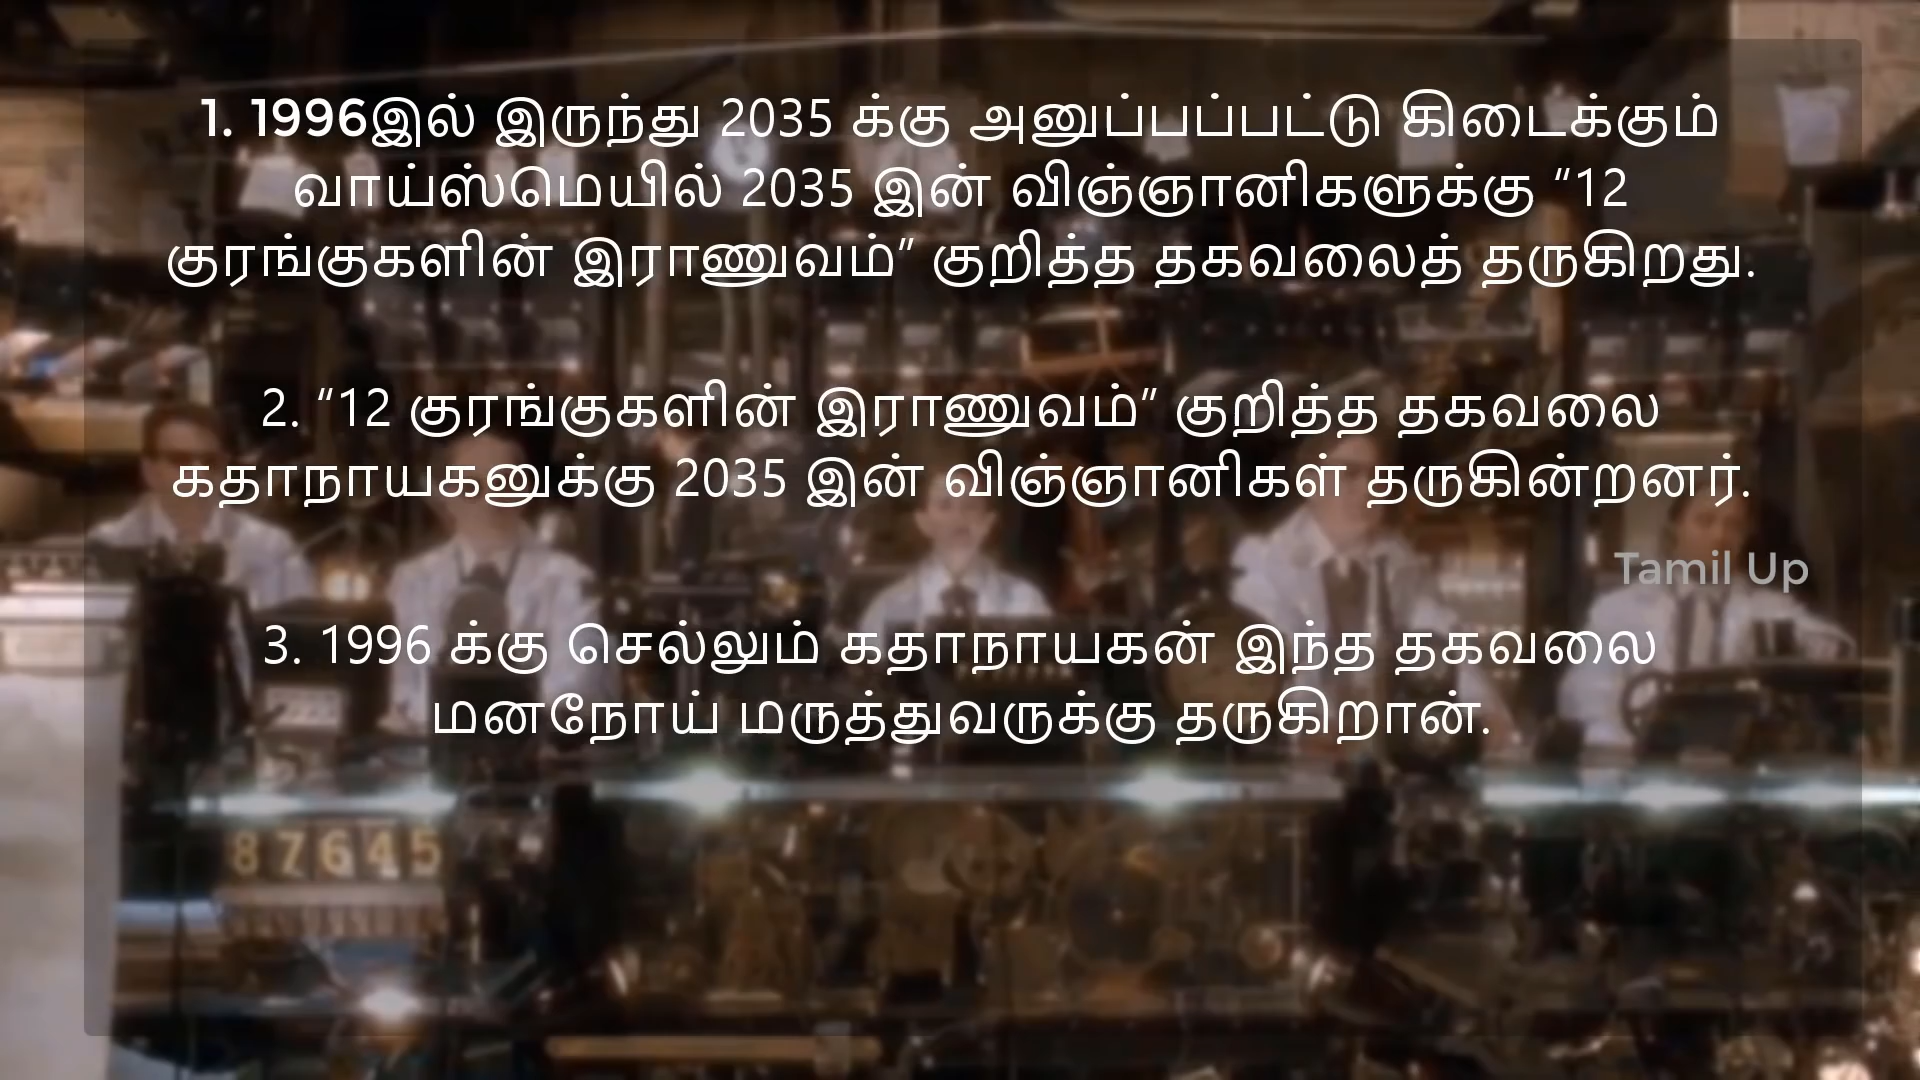 1. 1996இல் இருந்து 2035 க்கு அனுப்பப்பட்டு கிடைக்கும்
வாய்ஸ்மெயில் 2035 இன் விஞ்ஞானிகளுக்கு “12
குரங்குகளின் இராணுவம்” குறித்த தகவலைத் தருகிறது.
2. “12 குரங்குகளின் இராணுவம்” குறித்த தகவலை
கதாநாயகனுக்கு 2035 இன் விஞ்ஞானிகள் தருகின்றனர்.
Tamil Up
3. 1996 க்கு செல்லும் கதாநாயகன் இந்த தகவலை
மனநோய் மருத்துவருக்கு தருகிறான்.
87645